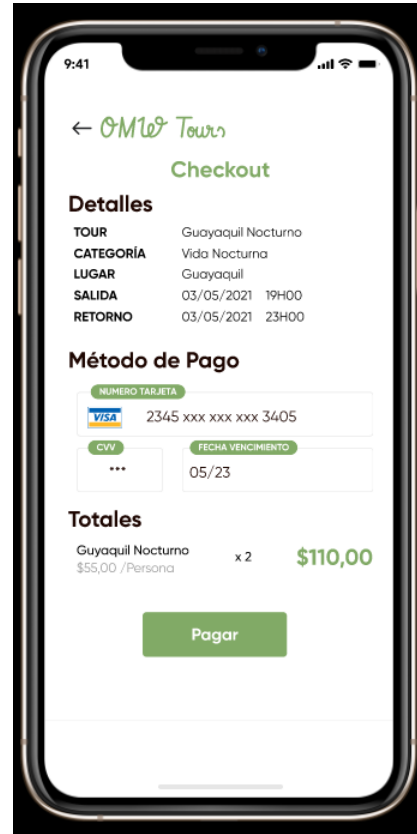 9:41
← OMW Tours
Checkout
Detalles
TOUR Guayaquil Nocturno
CATEGORÍA Vida Nocturna
LUGAR Guayaquil
SALIDA 03/05/2021 19H00
RETORNO 03/05/2021 23H00
Método de Pago
NUMERO TARJETA
VISA 2345 xxx xxx xxx 3405
CVV FECHA VENCIMIENTO
*** 05/23
Totales
Guyaquil Nocturno x 2 $110,00
$55,00 /Persona
Pagar